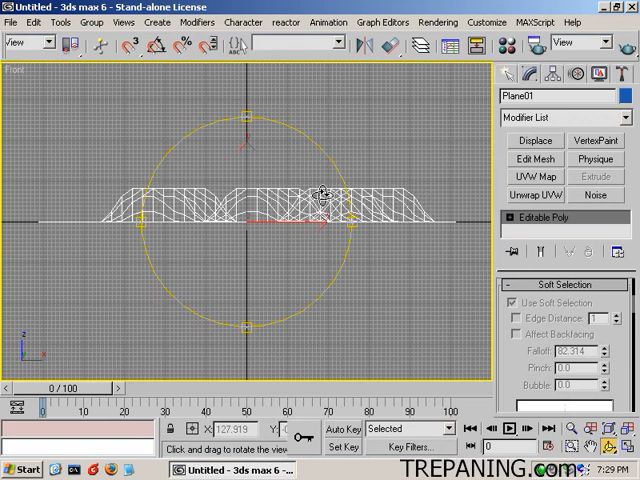 Untitled - 3ds max 6 - Stand-alone License
File Edit Tools Group Views Create Modifiers Character reactor Animation Graph Editors Rendering Customize MAXScript Help
View
3
%
ABC
View
Front
Plane01
Modifier List
Displace VertexPaint
Edit Mesh Physique
UVW Map Extrude
Unwrap UVW Noise
Editable Poly
Soft Selection
Use Soft Selection
Edge Distance: 1
Affect Backfacing
Falloff: 82.314
Pinch: 0.0
Bubble: 0.0
z
x
0 / 100
0 10 20 30 40 50 60 70 80 90 100
X: 127.919 Y:
Auto Key Selected
Click and drag to rotate the view.
Set Key Key Filters... 0
Start
Untitled - 3ds max 6 -...
7:29 PM
TREPANING.com